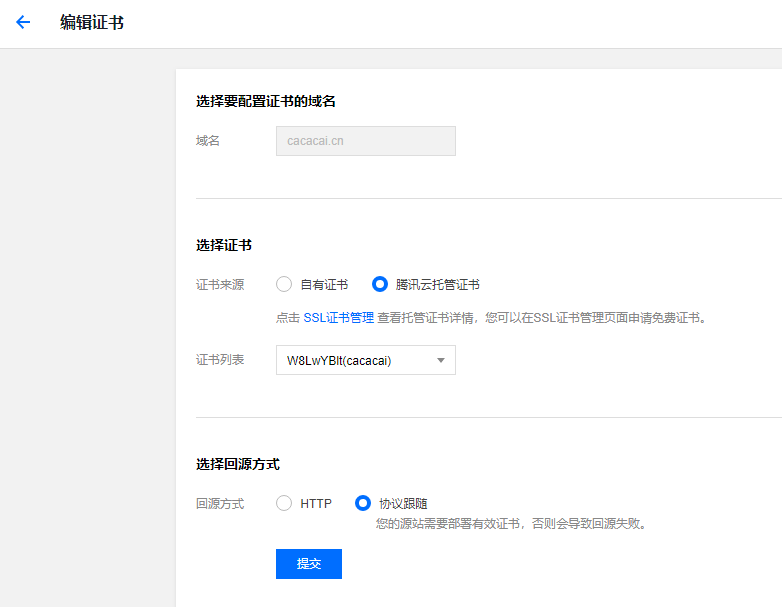 编辑证书
选择要配置证书的域名
域名 cacacai.cn
选择证书
证书来源 自有证书 腾讯云托管证书
点击 SSL证书管理 查看托管证书详情，您可以在SSL证书管理页面申请免费证书。
证书列表 W8LwYBlt(cacacai)
选择回源方式
回源方式 HTTP 协议跟随
您的源站需要部署有效证书，否则会导致回源失败。
提交